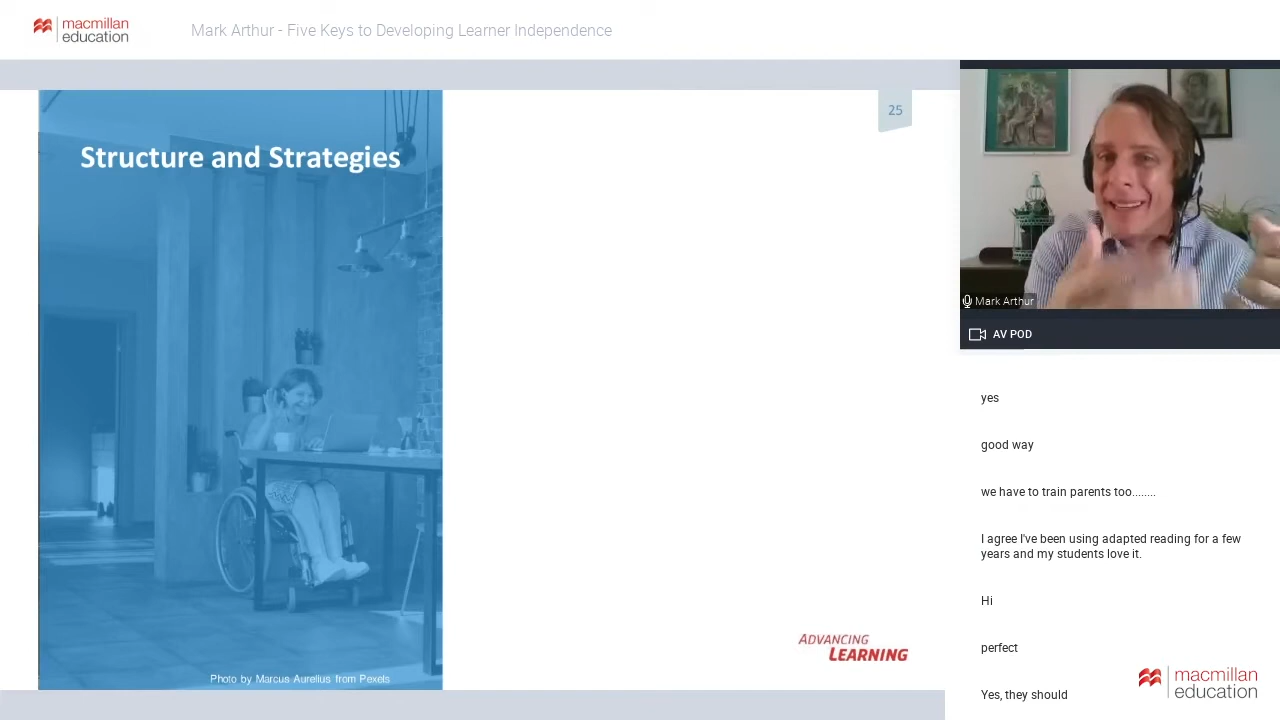 macmillan
education
Mark Arthur - Five Keys to Developing Learner Independence
Structure and Strategies
25
Photo by Marcus Aurelius from Pexels
ADVANCING
LEARNING
Mark Arthur
AV POD
yes
good way
we have to train parents too........
I agree I've been using adapted reading for a few
years and my students love it.
Hi
perfect
Yes, they should
macmillan
education